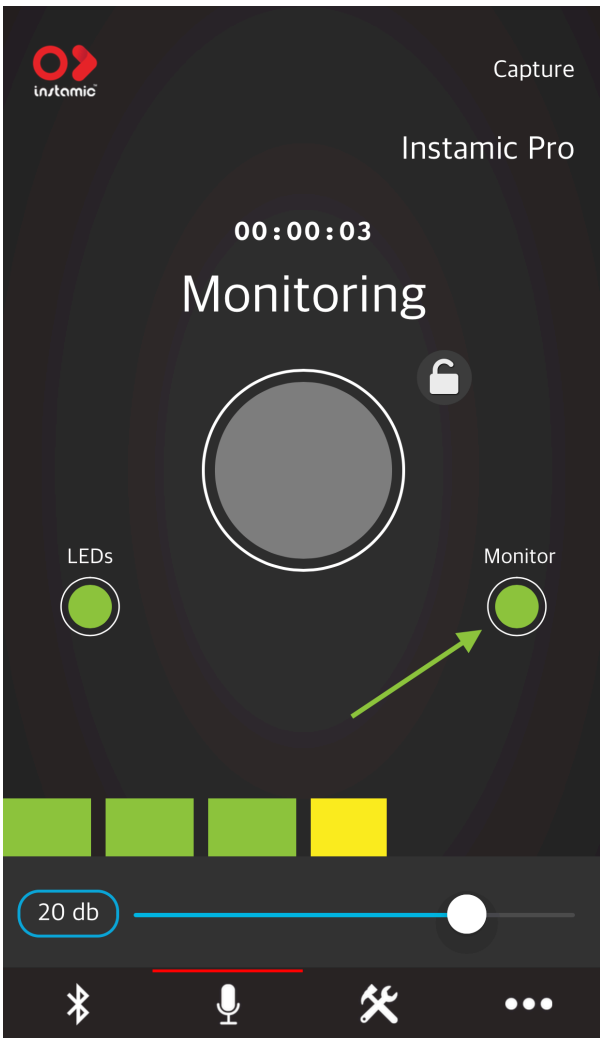 instamic
Capture
Instamic Pro
00:00:03
Monitoring
LEDs
Monitor
20 db